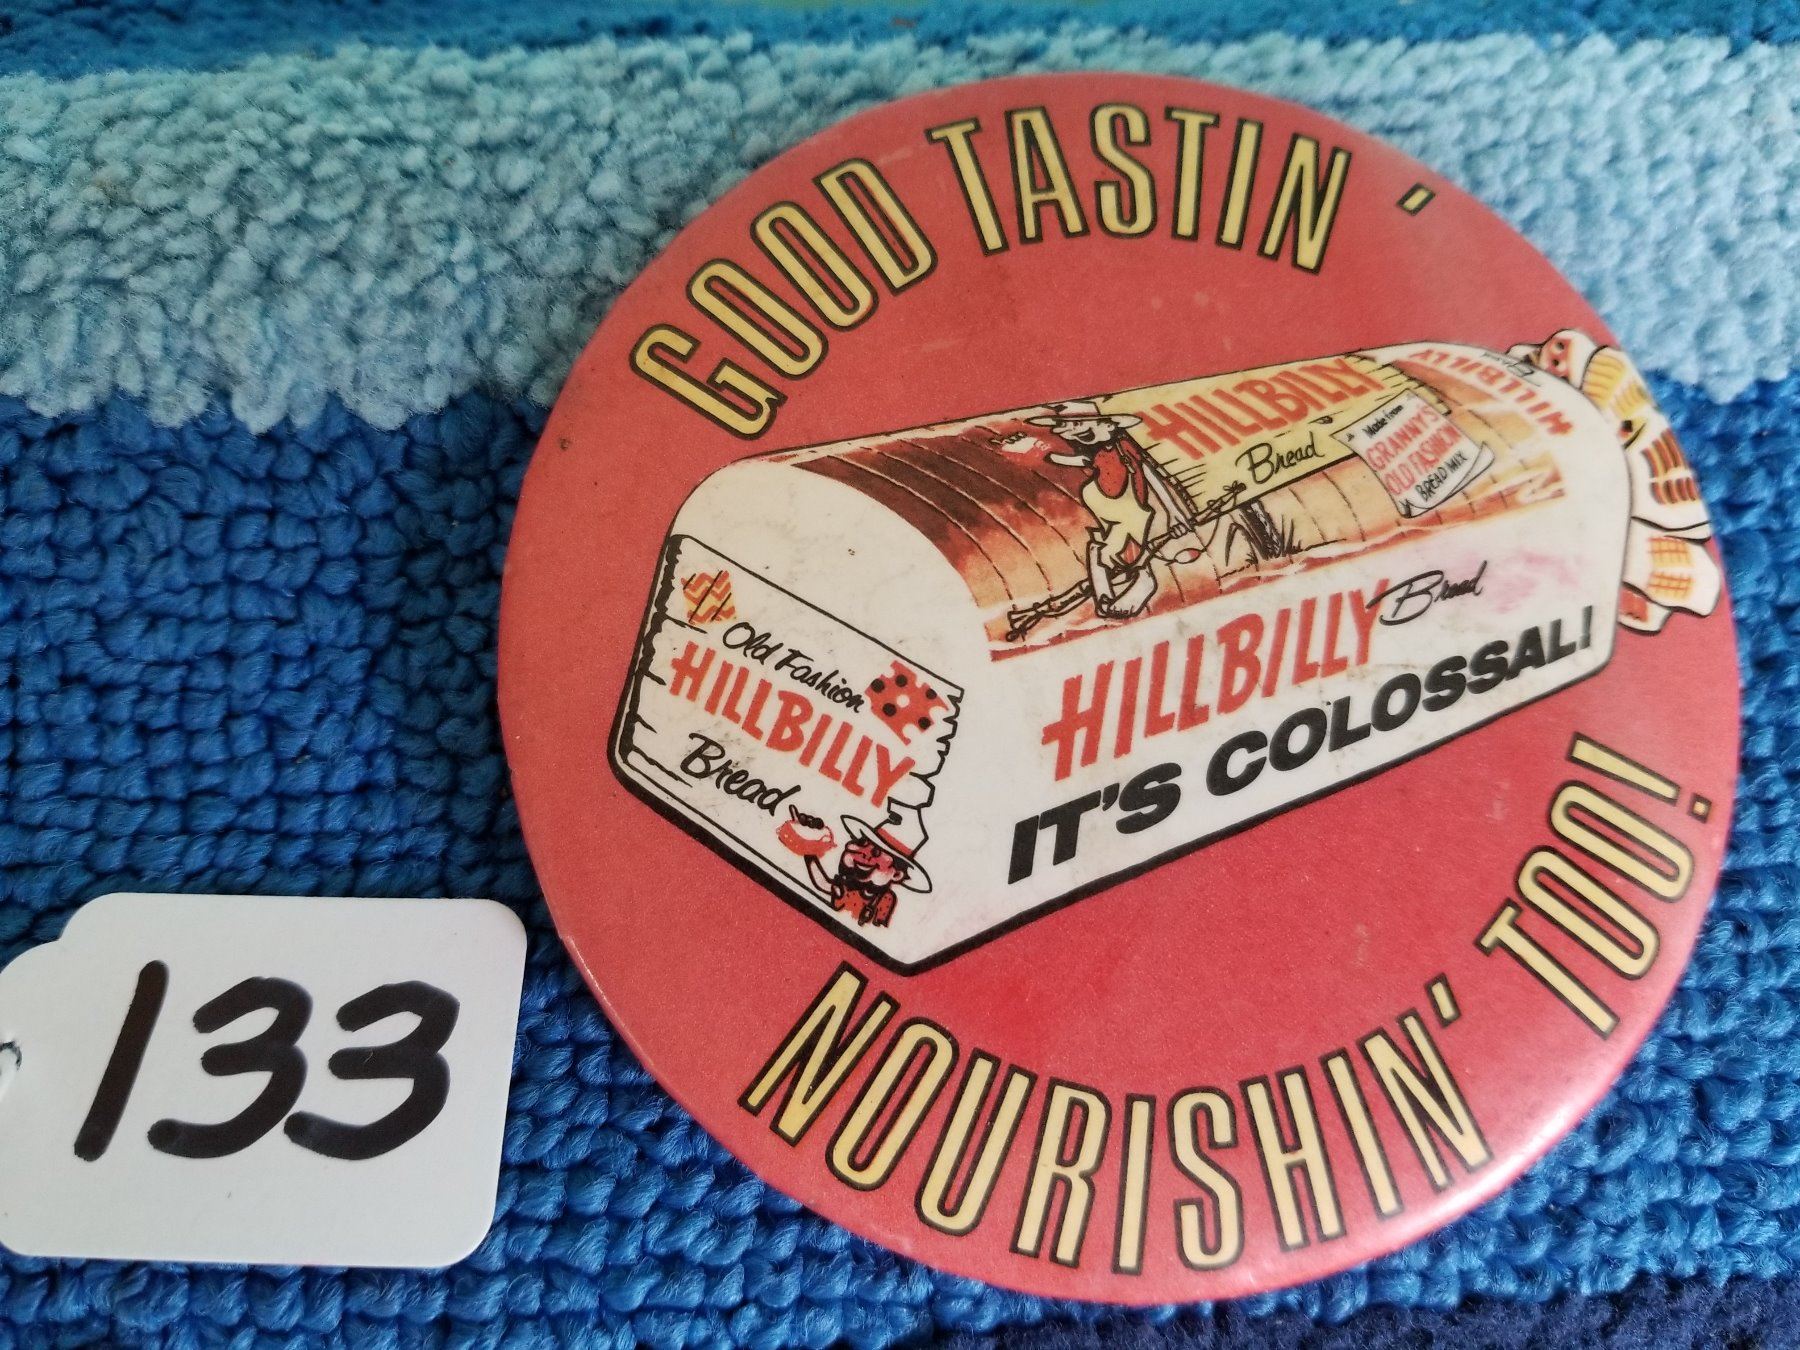 GOOD TASTIN'
HILLBILLY
Bread
Made from
GRANNY'S
OLD FASHION
BREAD MIX
HILLBILLY
Old Fashion
HILLBILLY
Bread
HILLBILLY Bread
IT'S COLOSSAL!
NOURISHIN' TOO!
133